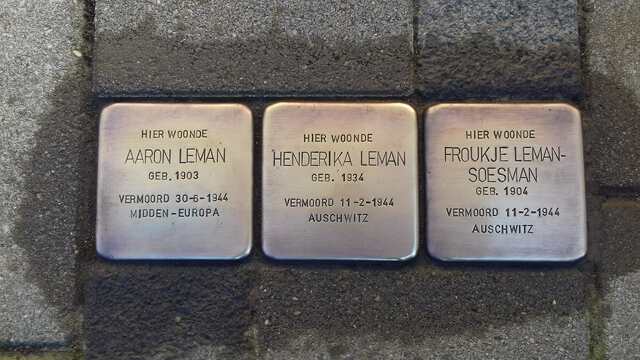 HIER WOONDE
AARON LEMAN
GEB. 1903
VERMOORD 30-6-1944
MIDDEN-EUROPA
HIER WOONDE
HENDERIKA LEMAN
GEB. 1934
VERMOORD 11-2-1944
AUSCHWITZ
HIER WOONDE
FROUKJE LEMAN-
SOESMAN
GEB. 1904
VERMOORD 11-2-1944
AUSCHWITZ